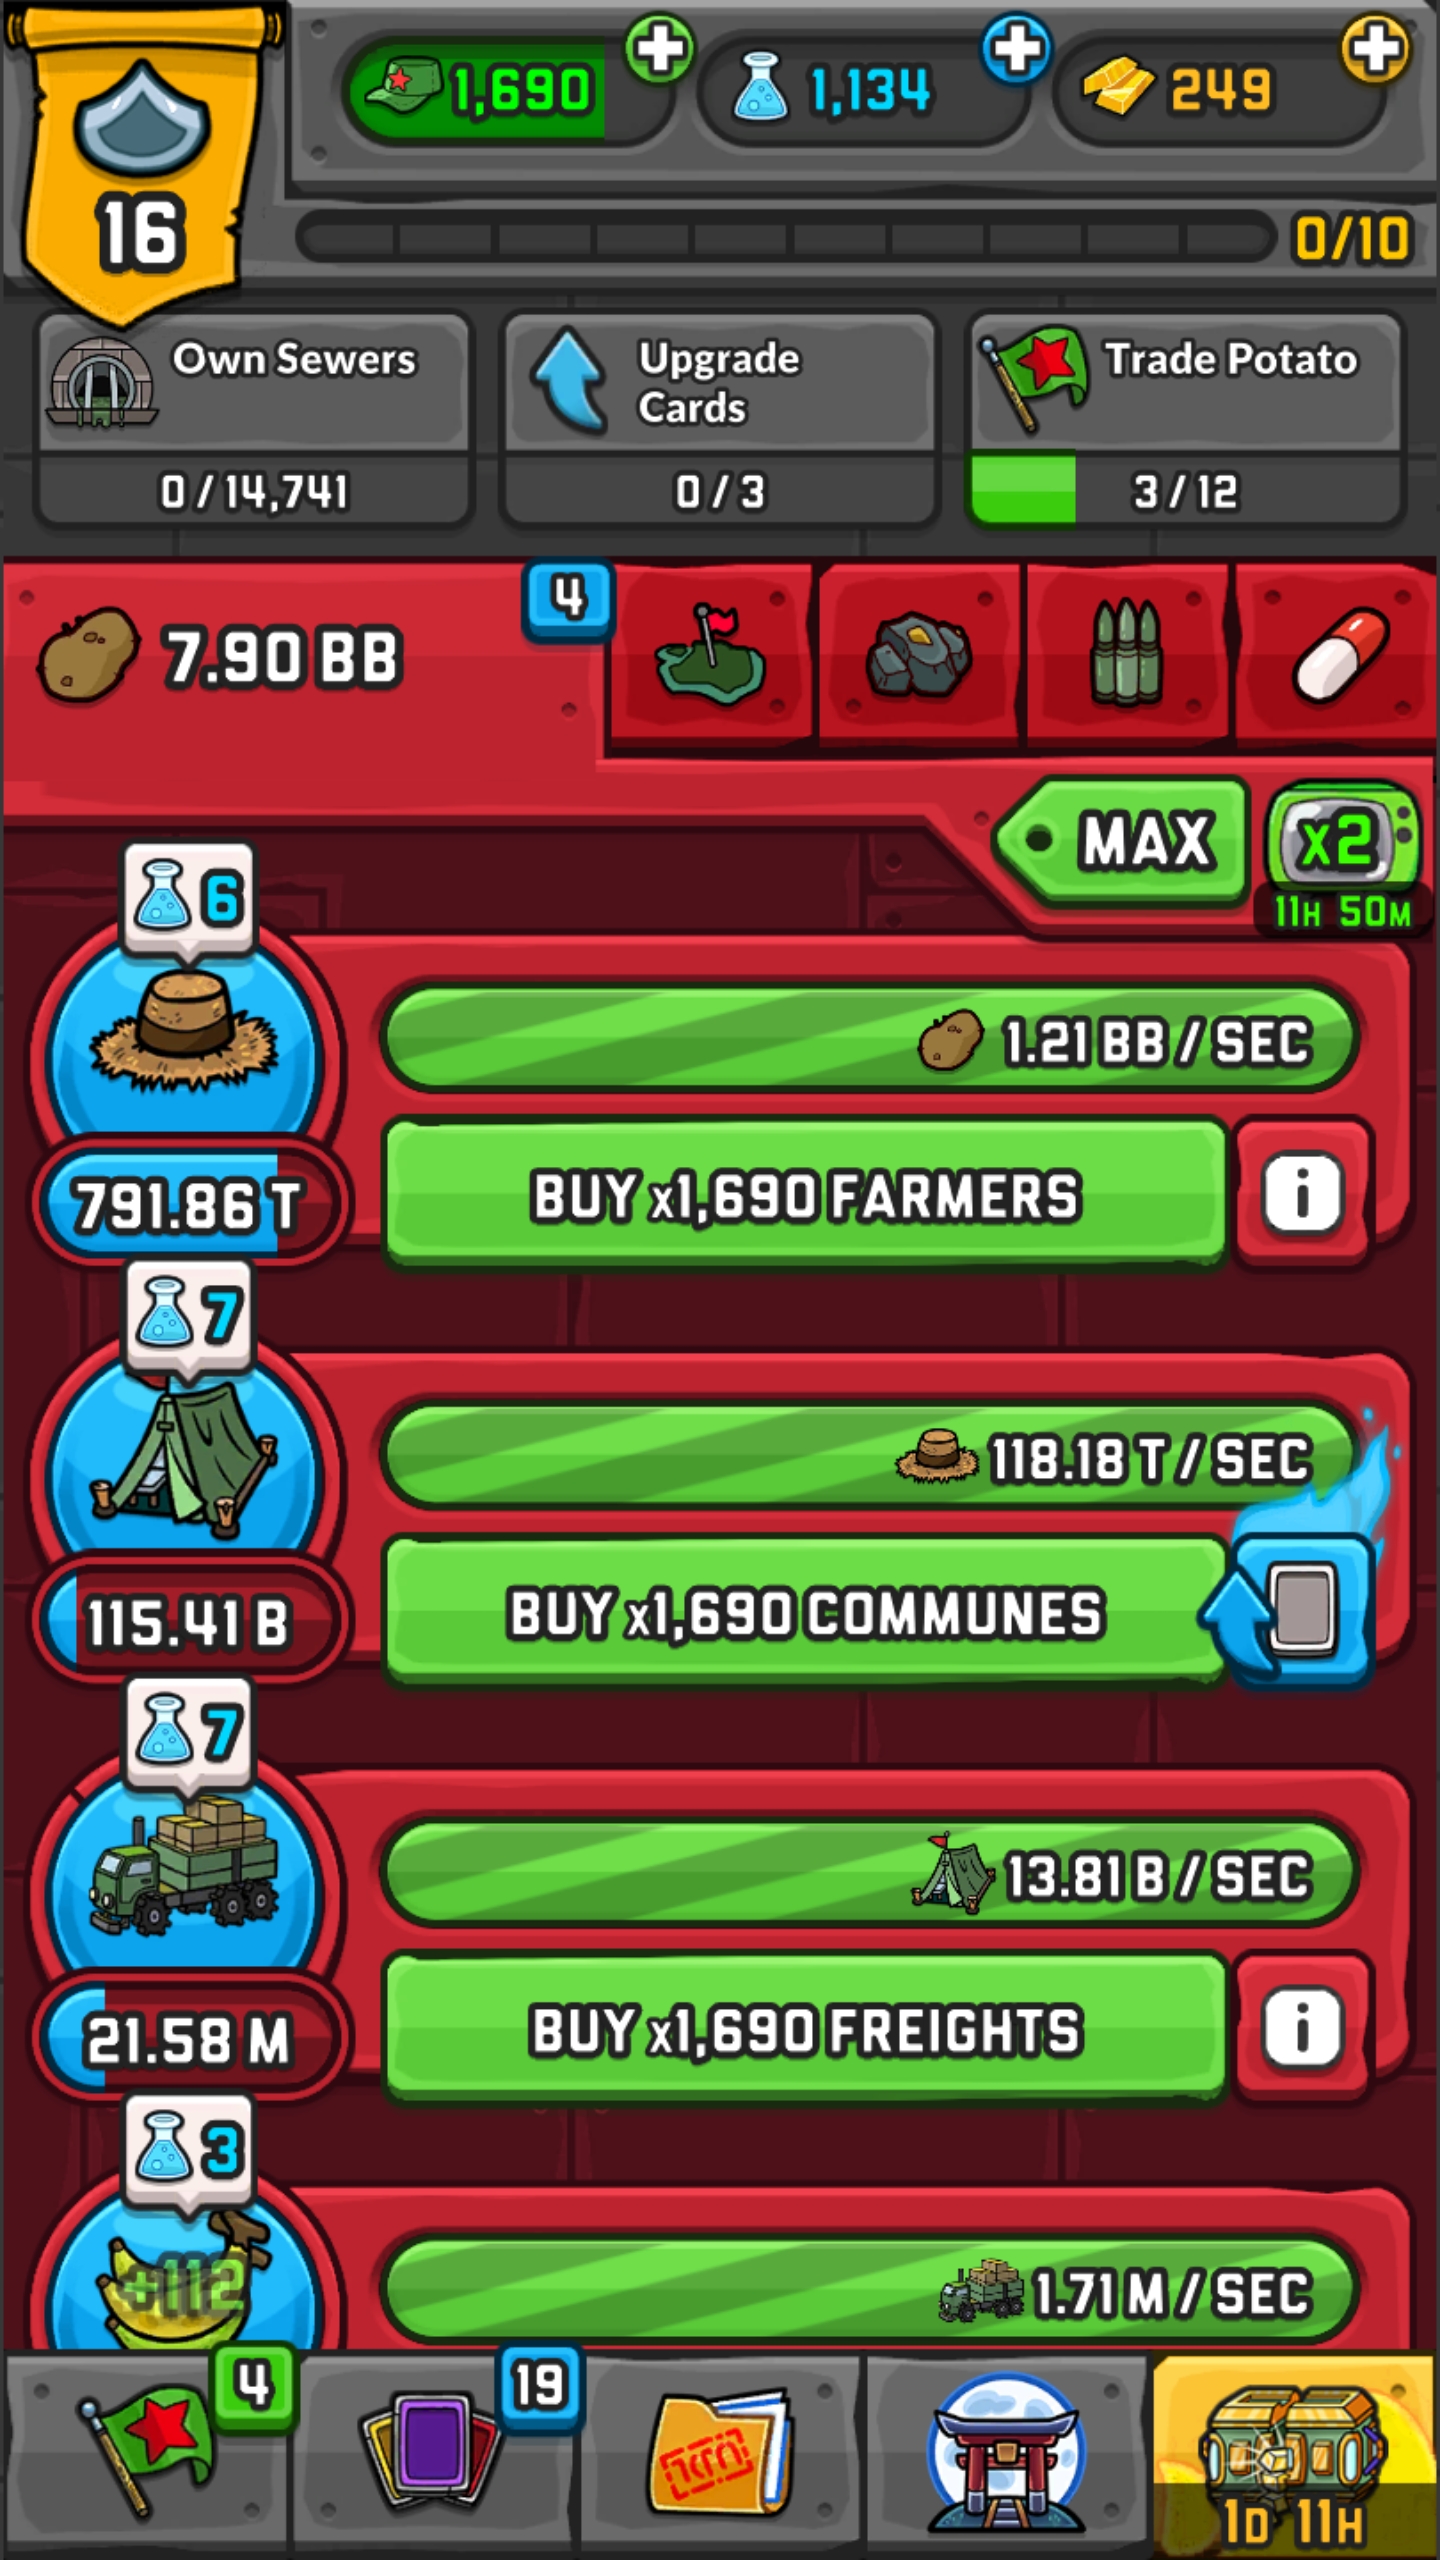 1,690
1,134
249
16
0/10
Own Sewers
0 / 14,741
Upgrade
Cards
0 / 3
Trade Potato
3 / 12
7.90 BB
4
MAX
x2
11H 50M
6
1.21 BB / SEC
791.86 T
BUY x1,690 FARMERS
i
7
118.18 T / SEC
115.41 B
BUY x1,690 COMMUNES
7
13.81 B / SEC
21.58 M
BUY x1,690 FREIGHTS
i
3
+112
1.71 M / SEC
4
19
1D 11H